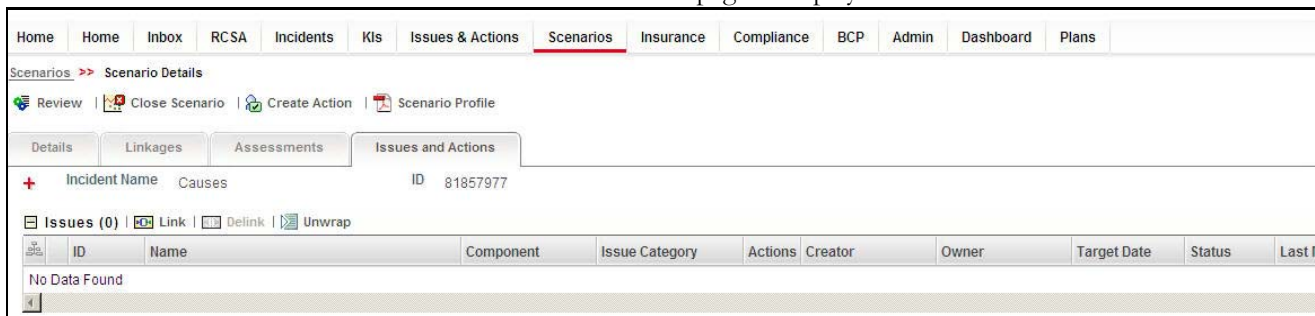 Home Home Inbox RCSA Incidents KIs Issues & Actions Scenarios Insurance Compliance BCP Admin Dashboard Plans
Scenarios >> Scenario Details
Review | Close Scenario | Create Action | Scenario Profile
Details Linkages Assessments Issues and Actions
+ Incident Name Causes ID 81857977
Issues (0) | Link | Delink | Unwrap
ID Name Component Issue Category Actions Creator Owner Target Date Status Last
No Data Found